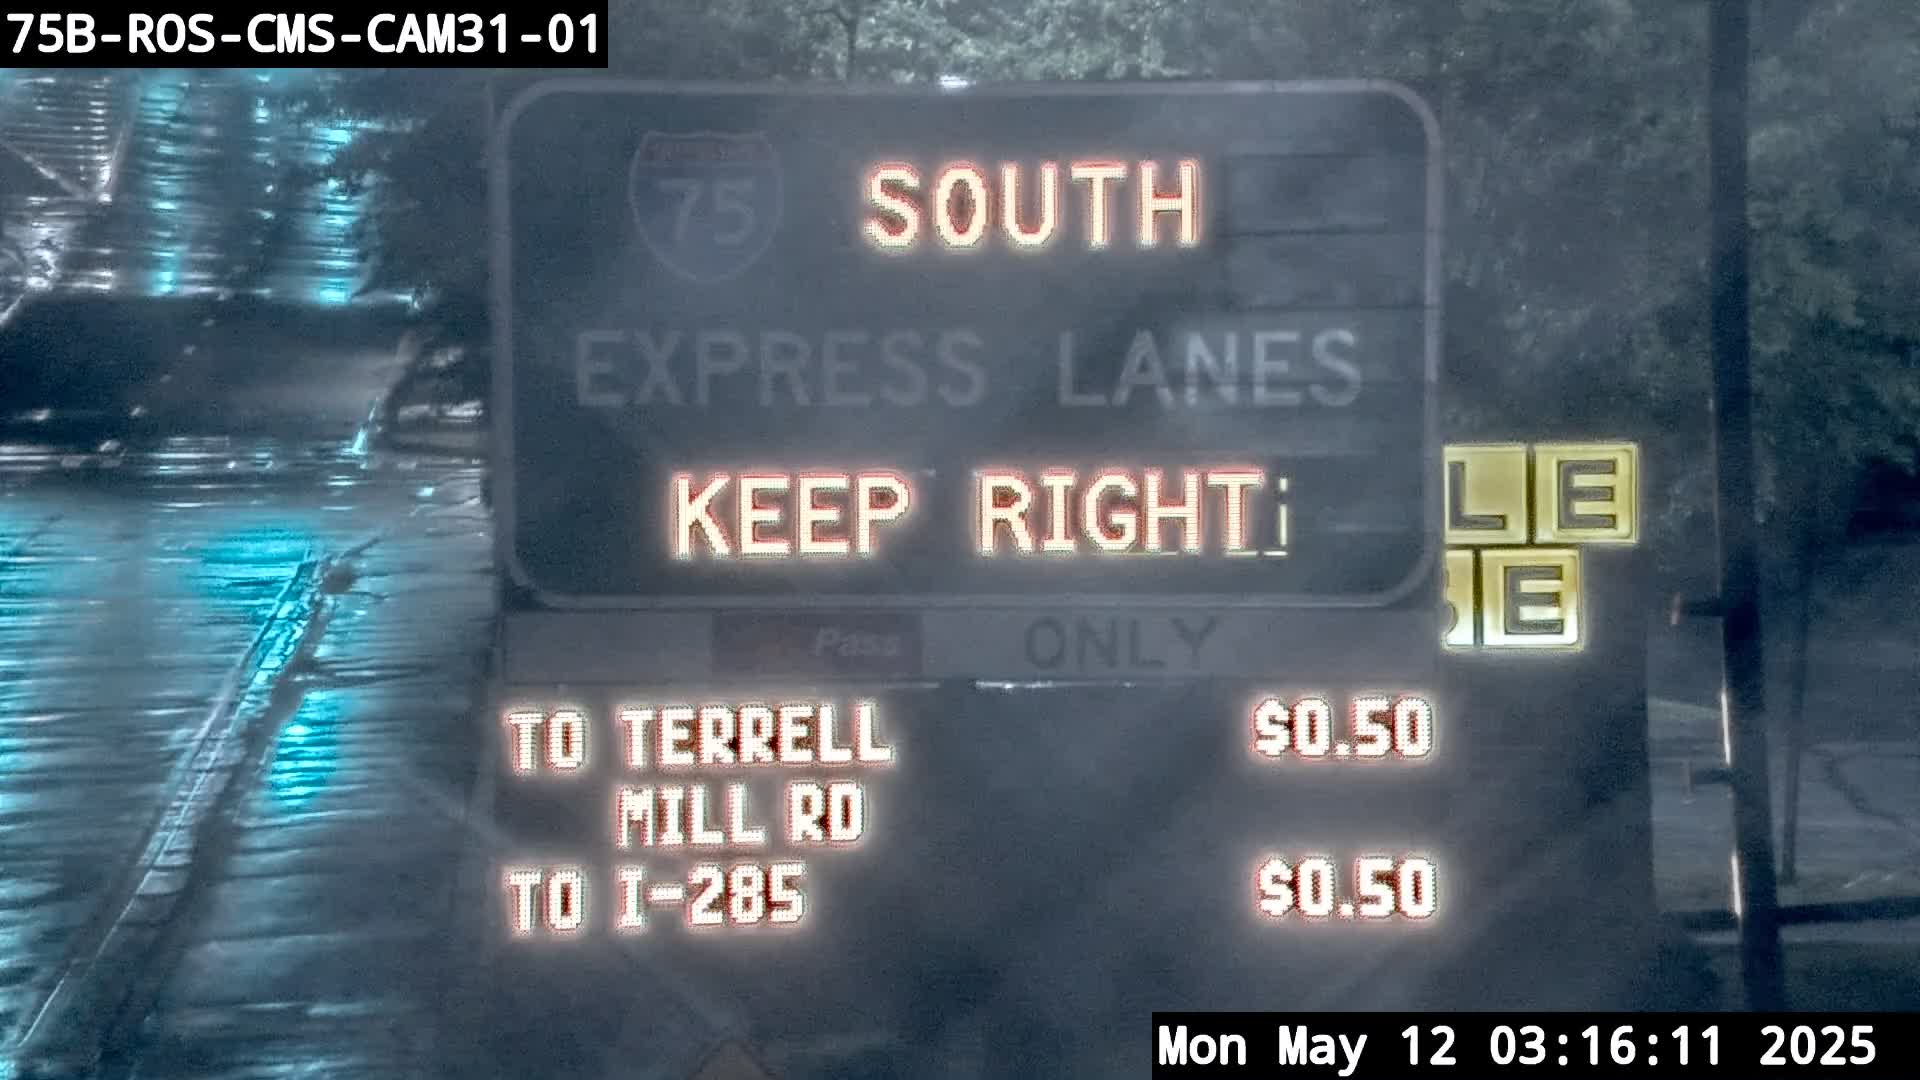 75B-ROS-CMS-CAM31-01
75 SOUTH
EXPRESS LANES
KEEP RIGHT
LE
E
Pass ONLY
TO TERRELL $0.50
MILL RD
TO I-285 $0.50
Mon May 12 03:16:11 2025